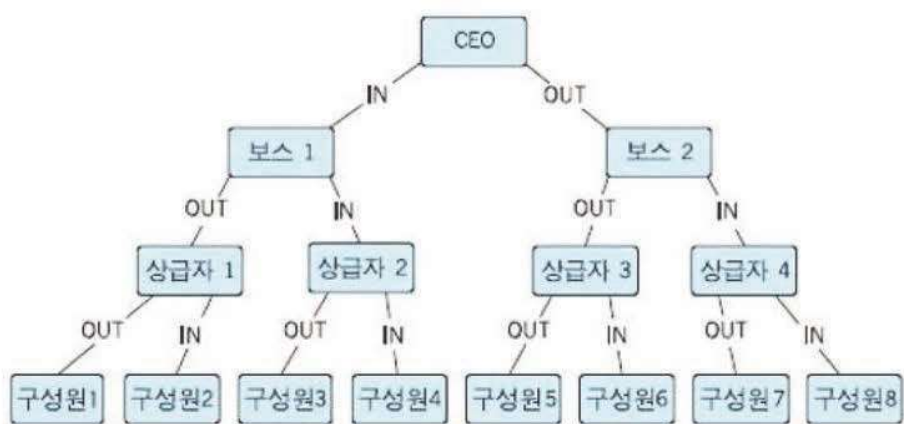 CEO
IN OUT
보스 1 보스 2
OUT IN OUT IN
상급자 1 상급자 2 상급자 3 상급자 4
OUT IN OUT IN OUT IN OUT IN
구성원1 구성원2 구성원3 구성원4 구성원5 구성원6 구성원7 구성원8